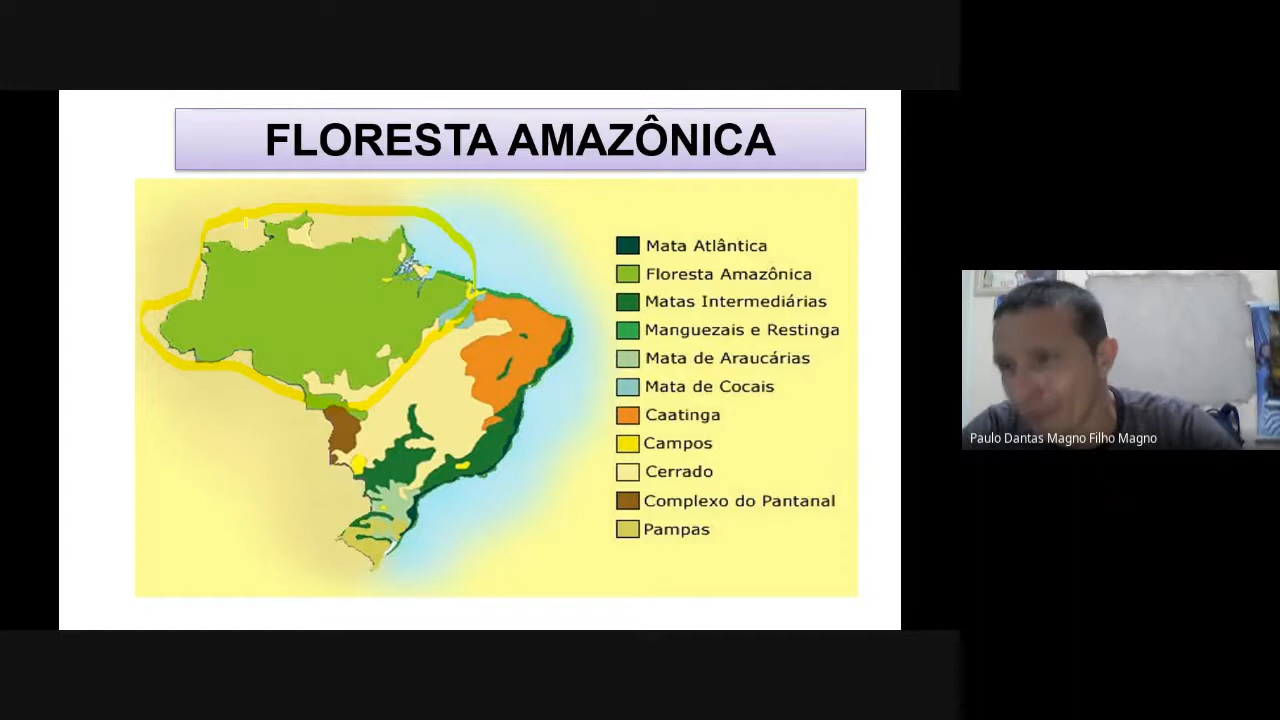 FLORESTA AMAZÔNICA
Mata Atlântica
Floresta Amazônica
Matas Intermediárias
Manguezais e Restinga
Mata de Araucárias
Mata de Cocais
Caatinga
Campos
Cerrado
Complexo do Pantanal
Pampas
Paulo Dantas Magno Filho Magno